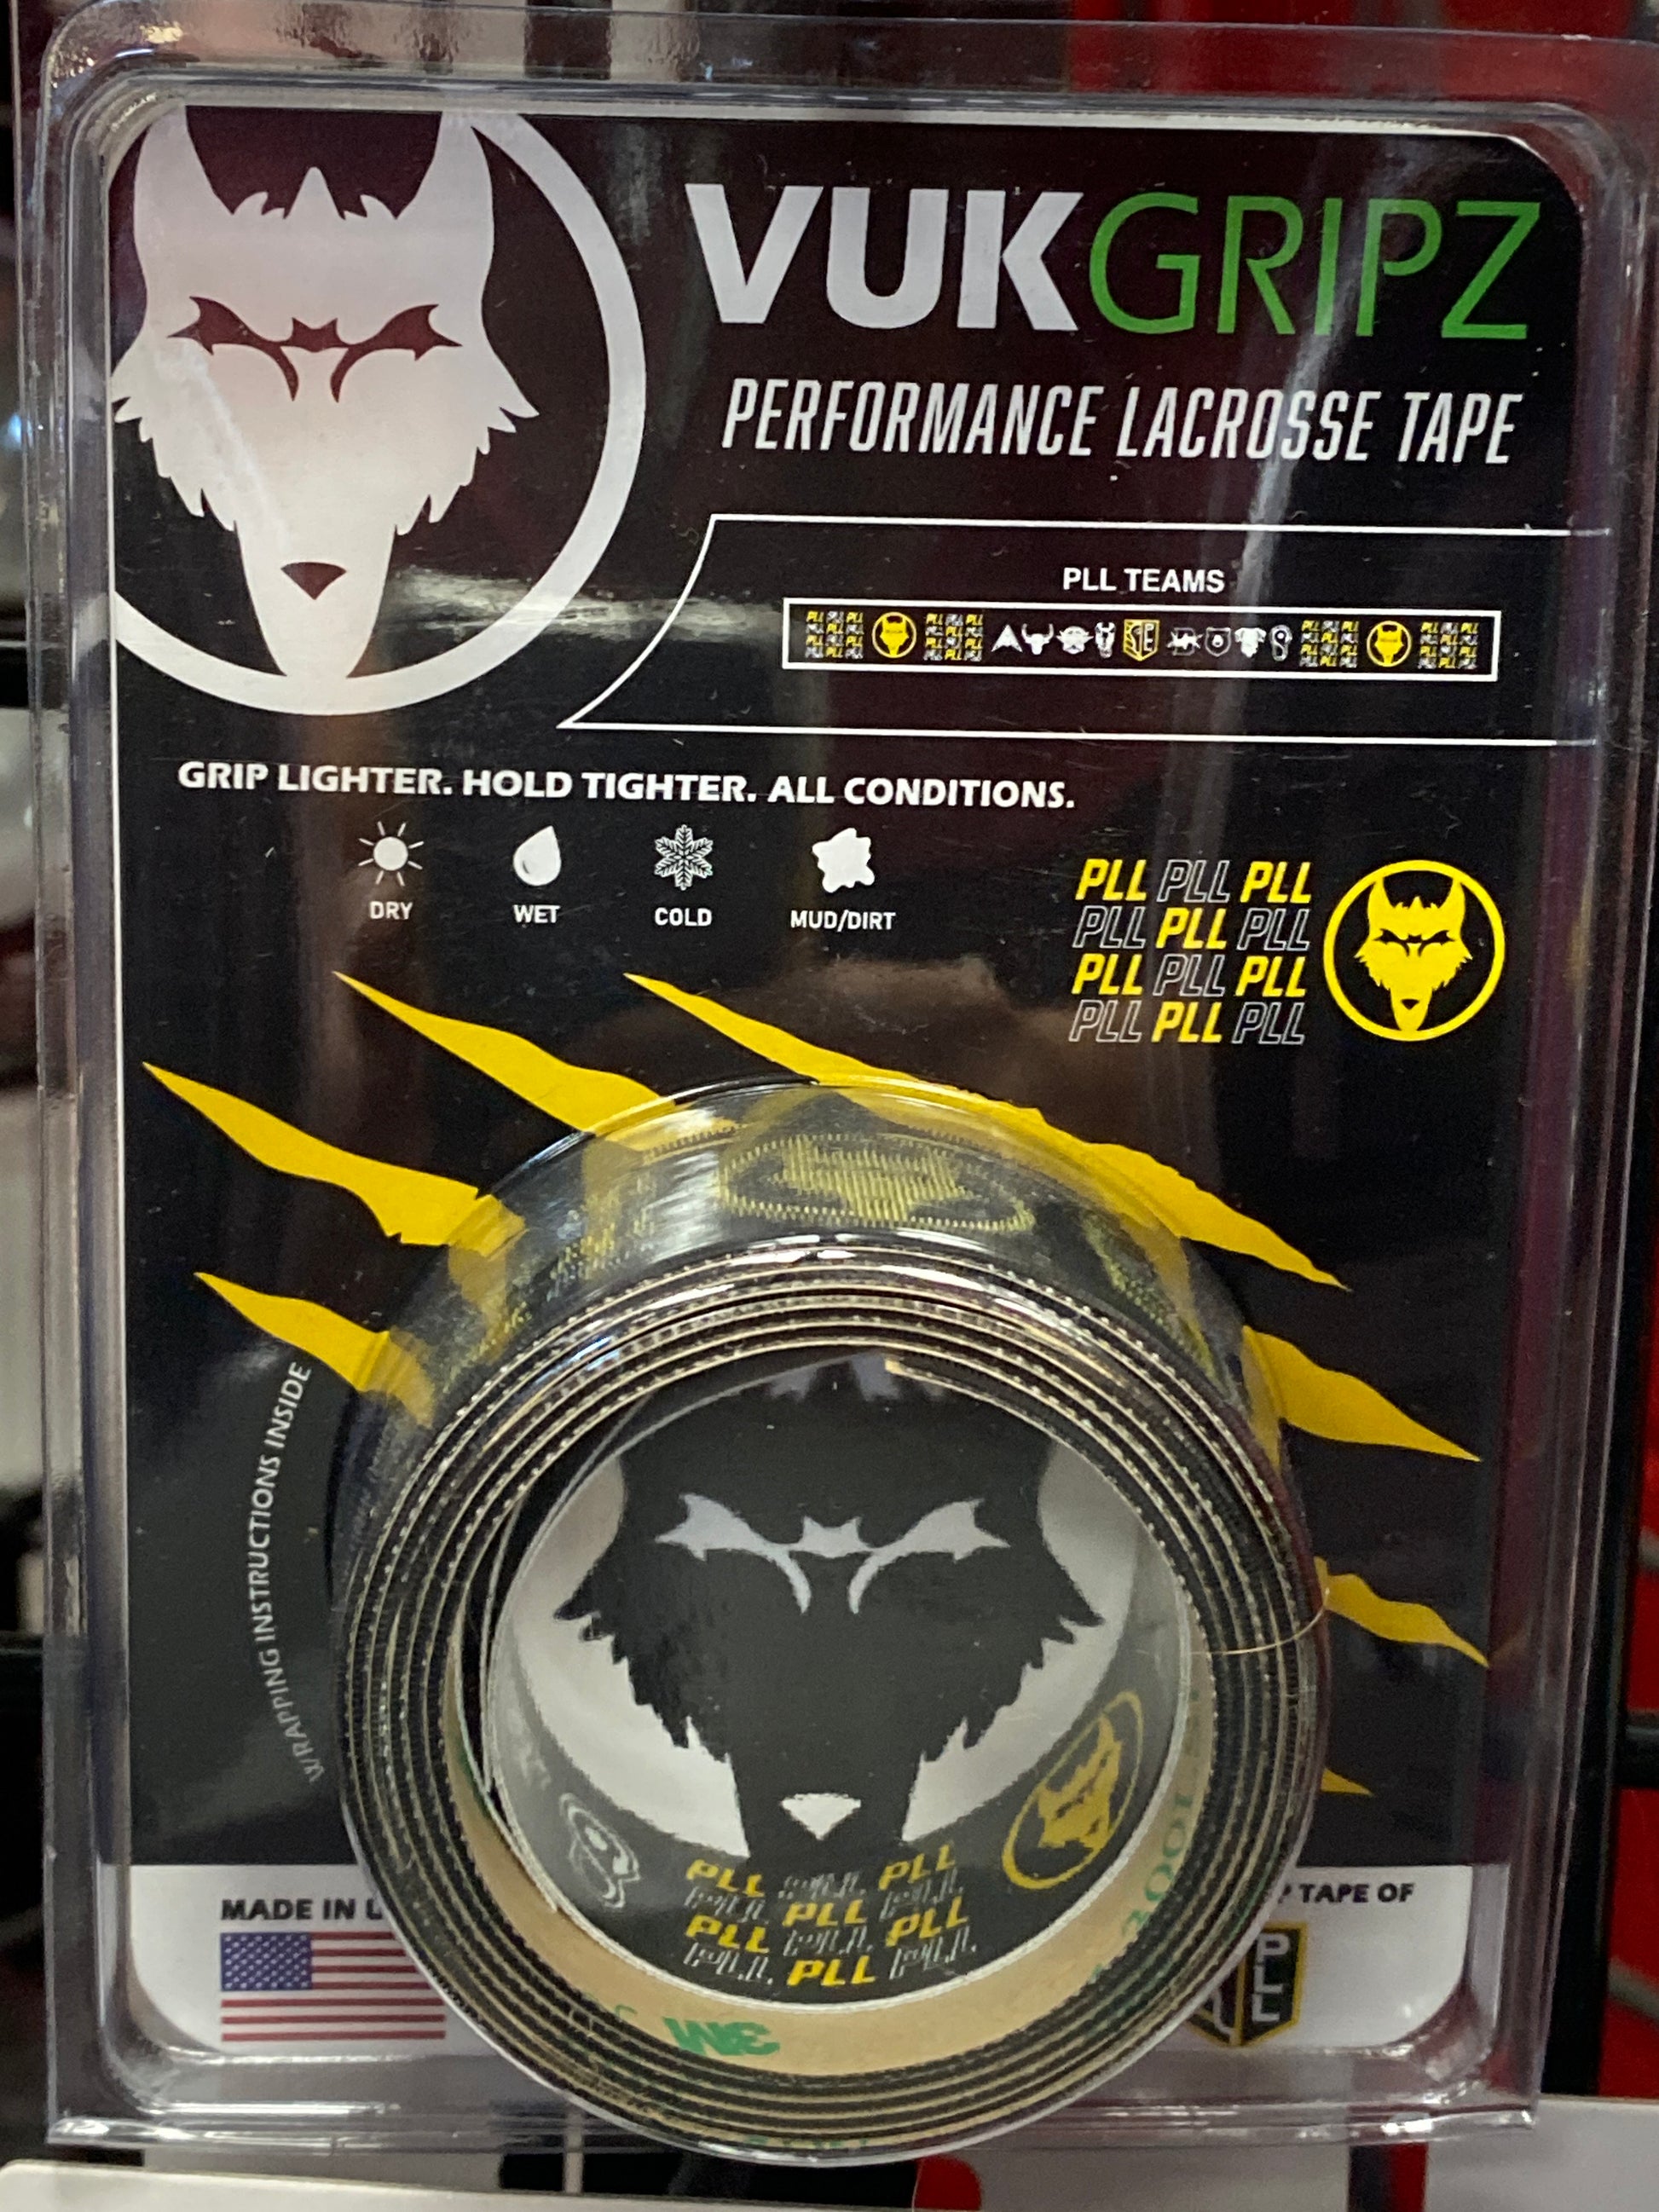 VUKGRIPZ
PERFORMANCE LACROSSE TAPE
PLL TEAMS
GRIP LIGHTER. HOLD TIGHTER. ALL CONDITIONS.
DRY WET COLD MUD/DIRT
PLL PLL PLL
PLL PLL PLL
PLL PLL PLL
PLL PLL PLL
WRAPPING INSTRUCTIONS INSIDE
PLL PLL PLL
PLL PLL PLL
PLL PLL PLL
PLL PLL PLL
3M
MADE IN
TAPE OF
PLL